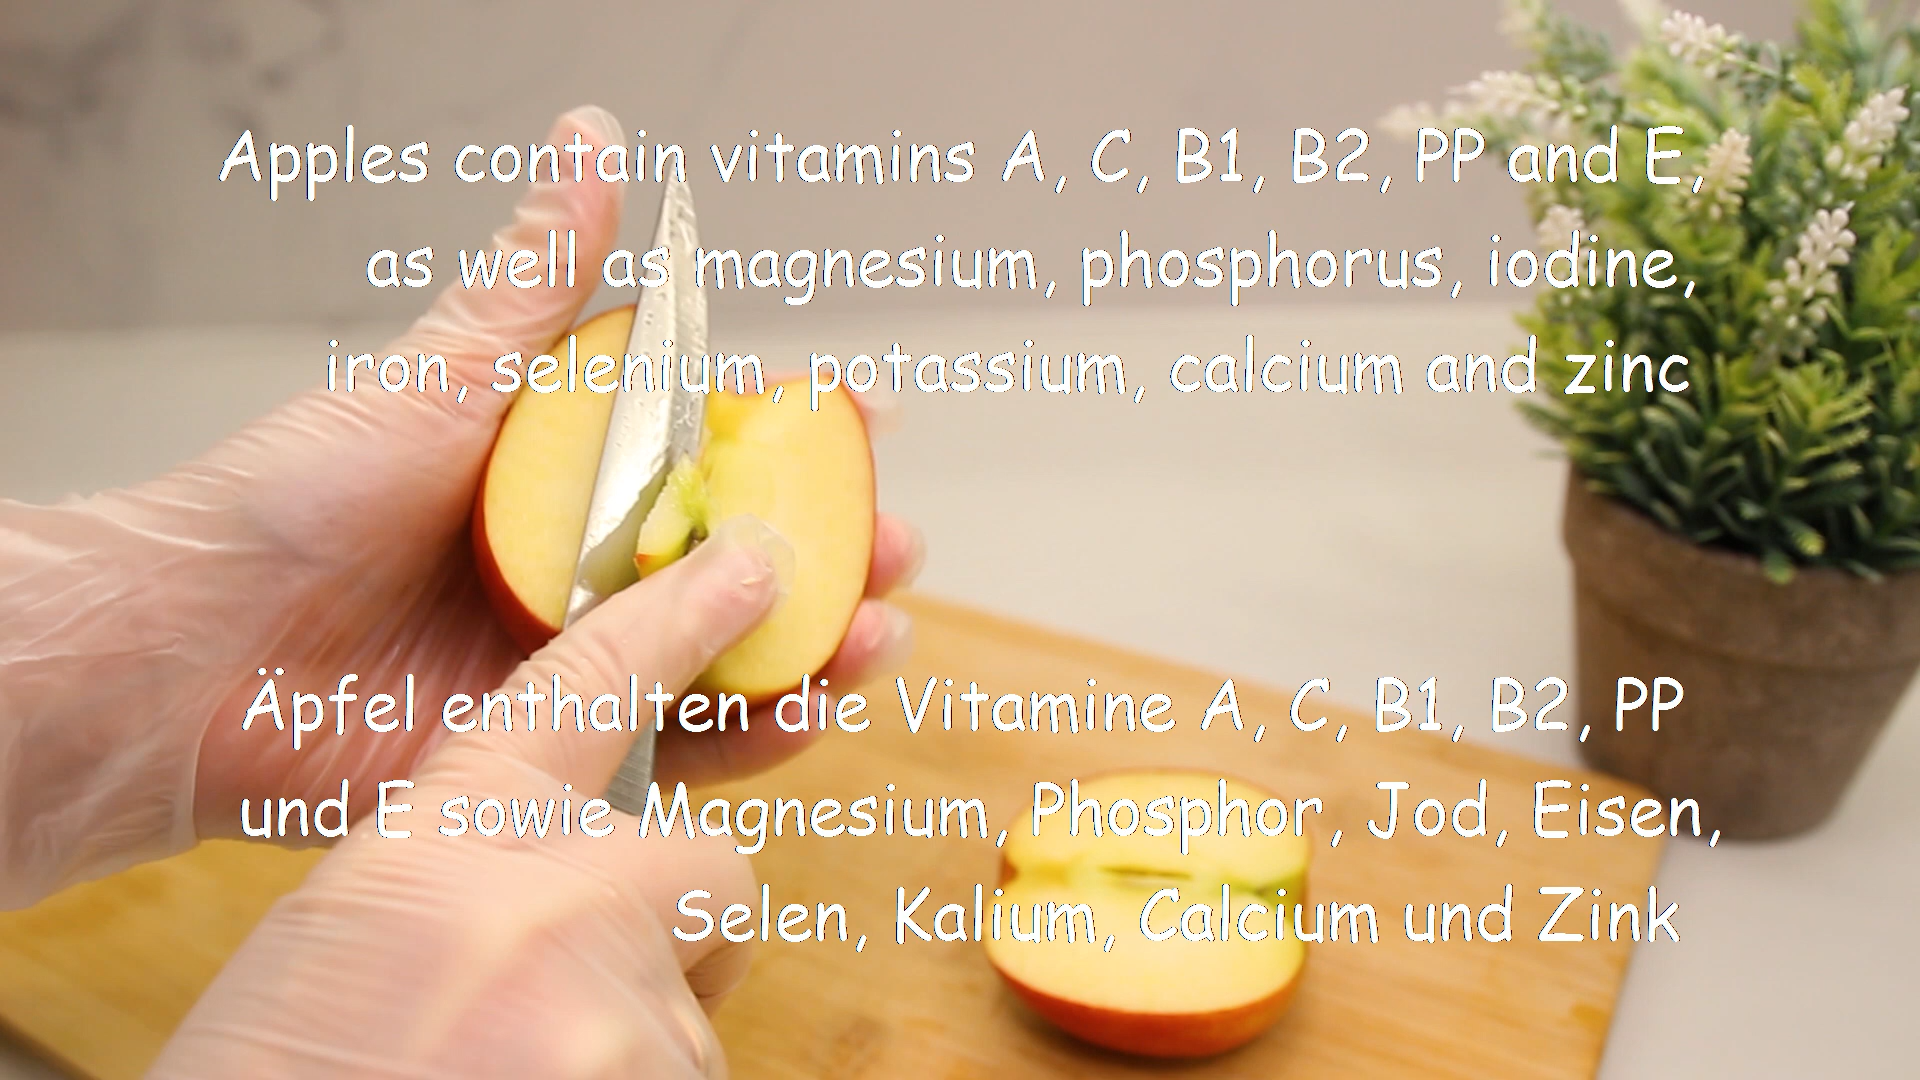 Apples contain vitamins A, C, B1, B2, PP and E,
as well as magnesium, phosphorus, iodine,
iron, selenium, potassium, calcium and zinc
Äpfel enthalten die Vitamine A, C, B1, B2, PP
und E sowie Magnesium, Phosphor, Jod, Eisen,
Selen, Kalium, Calcium und Zink